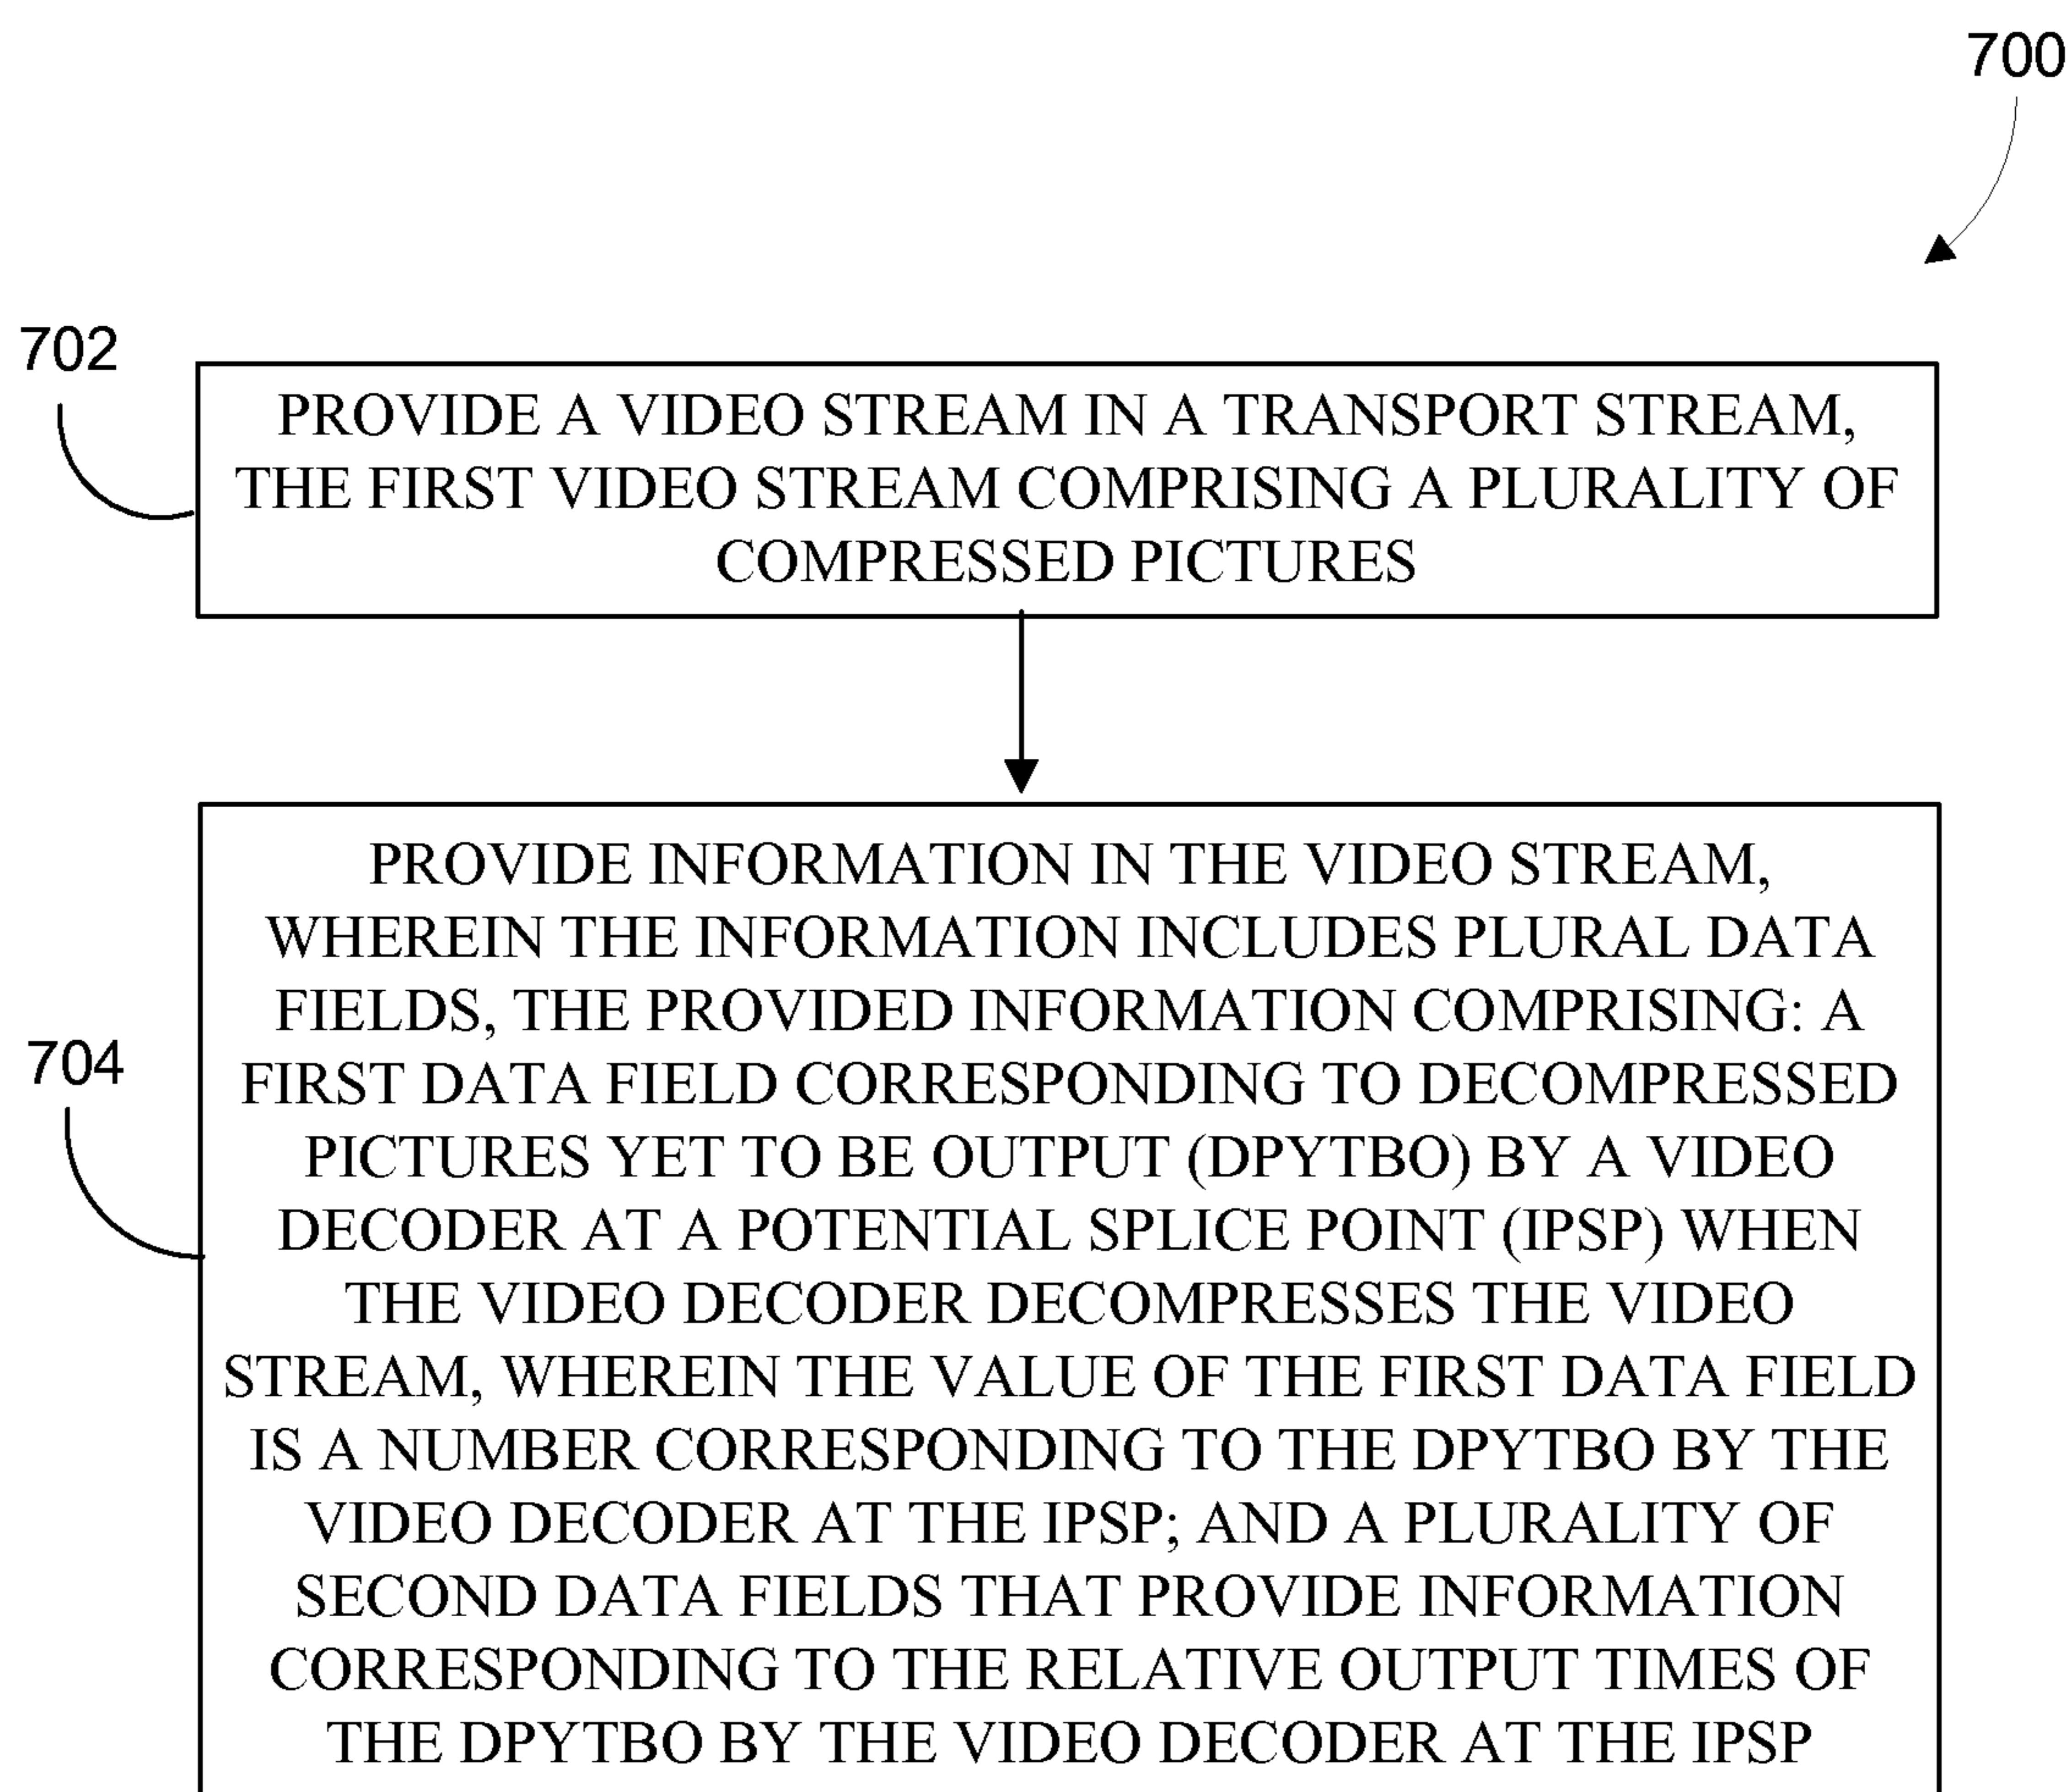 700
702
PROVIDE A VIDEO STREAM IN A TRANSPORT STREAM,
THE FIRST VIDEO STREAM COMPRISING A PLURALITY OF
COMPRESSED PICTURES
704
PROVIDE INFORMATION IN THE VIDEO STREAM,
WHEREIN THE INFORMATION INCLUDES PLURAL DATA
FIELDS, THE PROVIDED INFORMATION COMPRISING: A
FIRST DATA FIELD CORRESPONDING TO DECOMPRESSED
PICTURES YET TO BE OUTPUT (DPYTBO) BY A VIDEO
DECODER AT A POTENTIAL SPLICE POINT (IPSP) WHEN
THE VIDEO DECODER DECOMPRESSES THE VIDEO
STREAM, WHEREIN THE VALUE OF THE FIRST DATA FIELD
IS A NUMBER CORRESPONDING TO THE DPYTBO BY THE
VIDEO DECODER AT THE IPSP; AND A PLURALITY OF
SECOND DATA FIELDS THAT PROVIDE INFORMATION
CORRESPONDING TO THE RELATIVE OUTPUT TIMES OF
THE DPYTBO BY THE VIDEO DECODER AT THE IPSP